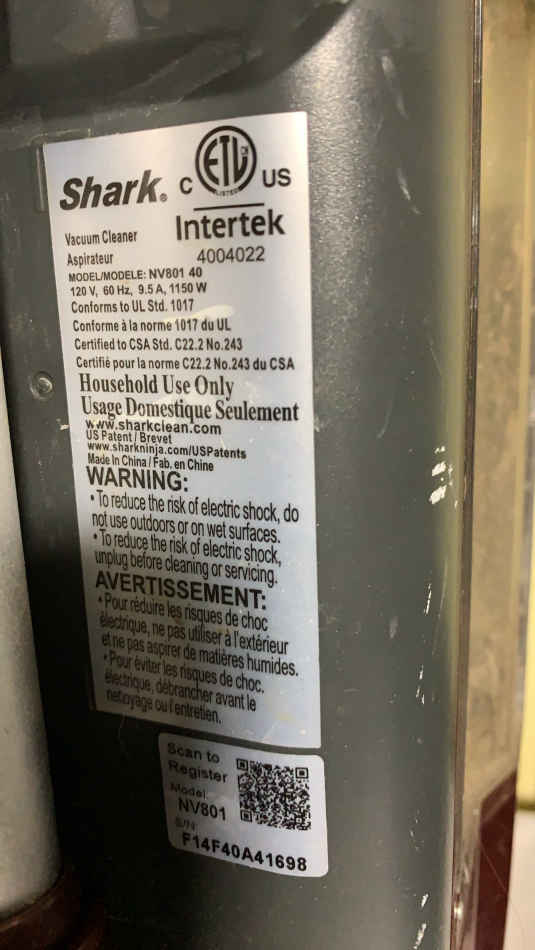 Shark®
C ETL US
LISTED
Intertek
4004022
Vacuum Cleaner
Aspirateur
MODEL/MODELE: NV801 40
120 V, 60 Hz, 9.5 A, 1150 W
Conforms to UL Std. 1017
Conforme à la norme 1017 du UL
Certified to CSA Std. C22.2 No.243
Certifié pour la norme C22.2 No.243 du CSA
Household Use Only
Usage Domestique Seulement
www.sharkclean.com
US Patent / Brevet
www.sharkninja.com/USPatents
Made In China / Fab. en Chine
WARNING:
• To reduce the risk of electric shock, do
not use outdoors or on wet surfaces.
• To reduce the risk of electric shock,
unplug before cleaning or servicing.
AVERTISSEMENT:
• Pour réduire les risques de choc
électrique, ne pas utiliser à l'extérieur
et ne pas aspirer de matières humides.
• Pour éviter les risques de choc.
électrique, débrancher avant le
nettoyage ou l'entretien.
Scan to
Register
Model:
NV801
S/N:
F14F40A41698